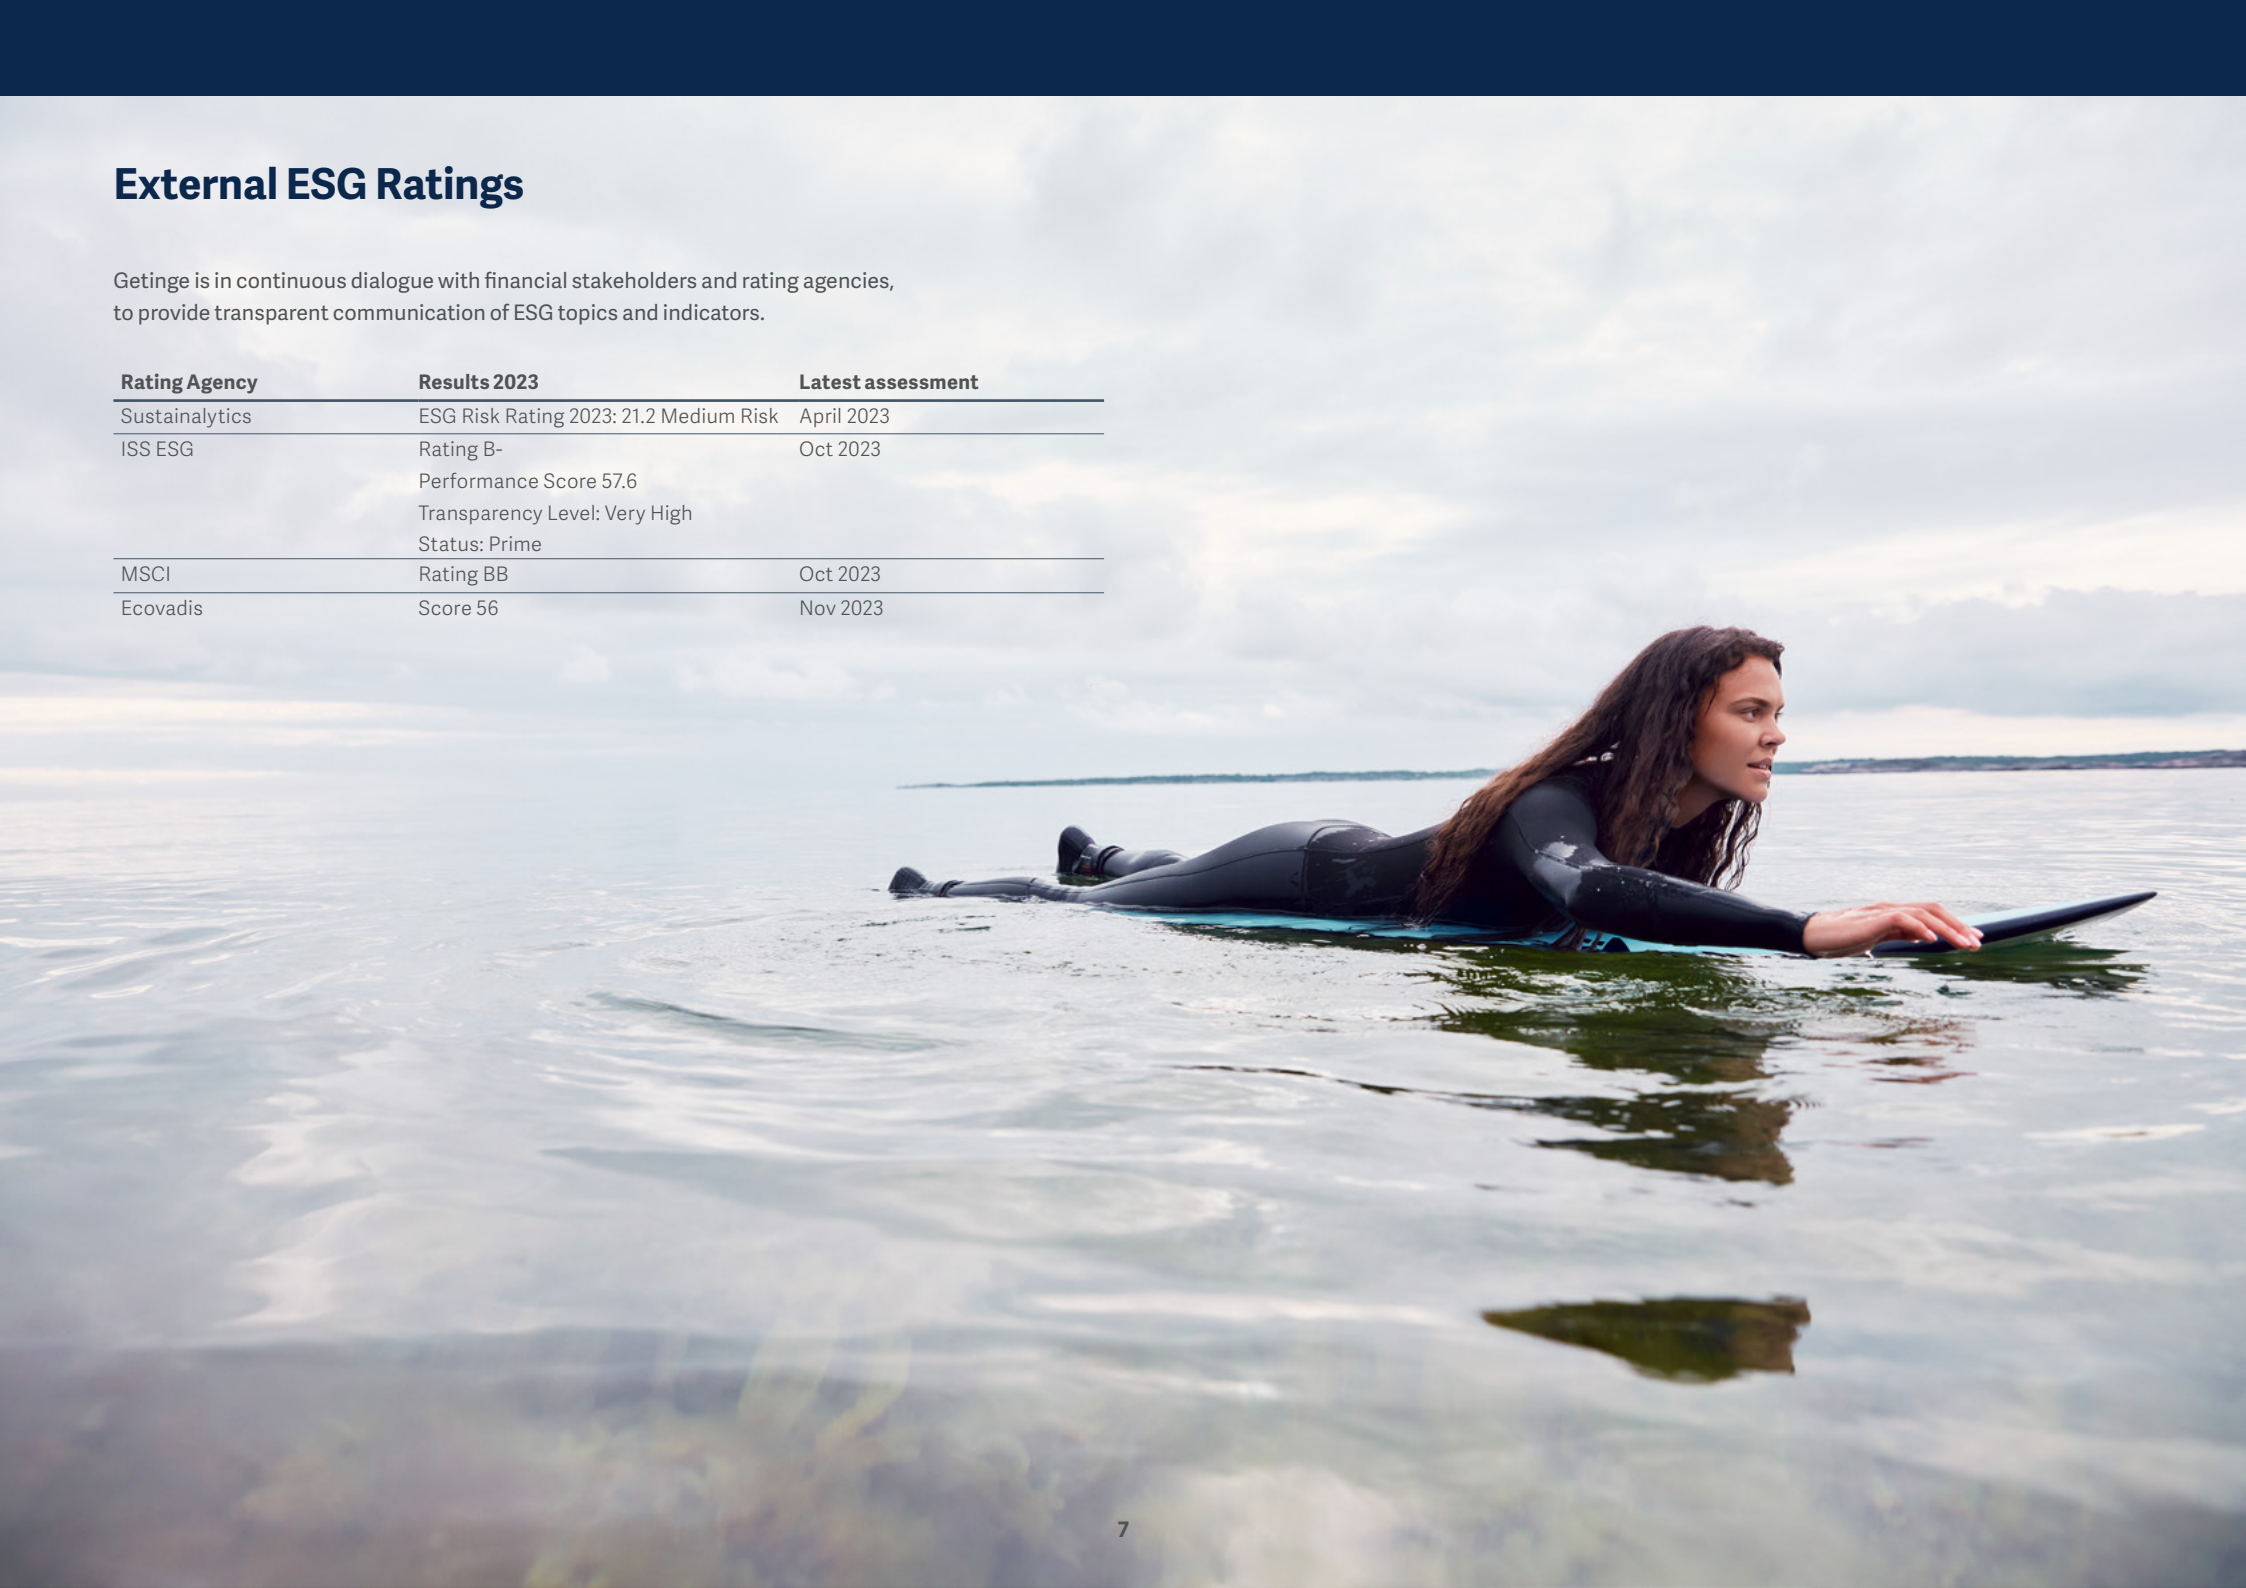 External ESG Ratings
Getinge is in continuous dialogue with financial stakeholders and rating agencies,
to provide transparent communication of ESG topics and indicators.
Rating Agency Results 2023 Latest assessment
Sustainalytics ESG Risk Rating 2023: 21.2 Medium Risk April 2023
ISS ESG Rating B- Oct 2023
Performance Score 57.6
Transparency Level: Very High
Status: Prime
MSCI Rating BB Oct 2023
Ecovadis Score 56 Nov 2023
7